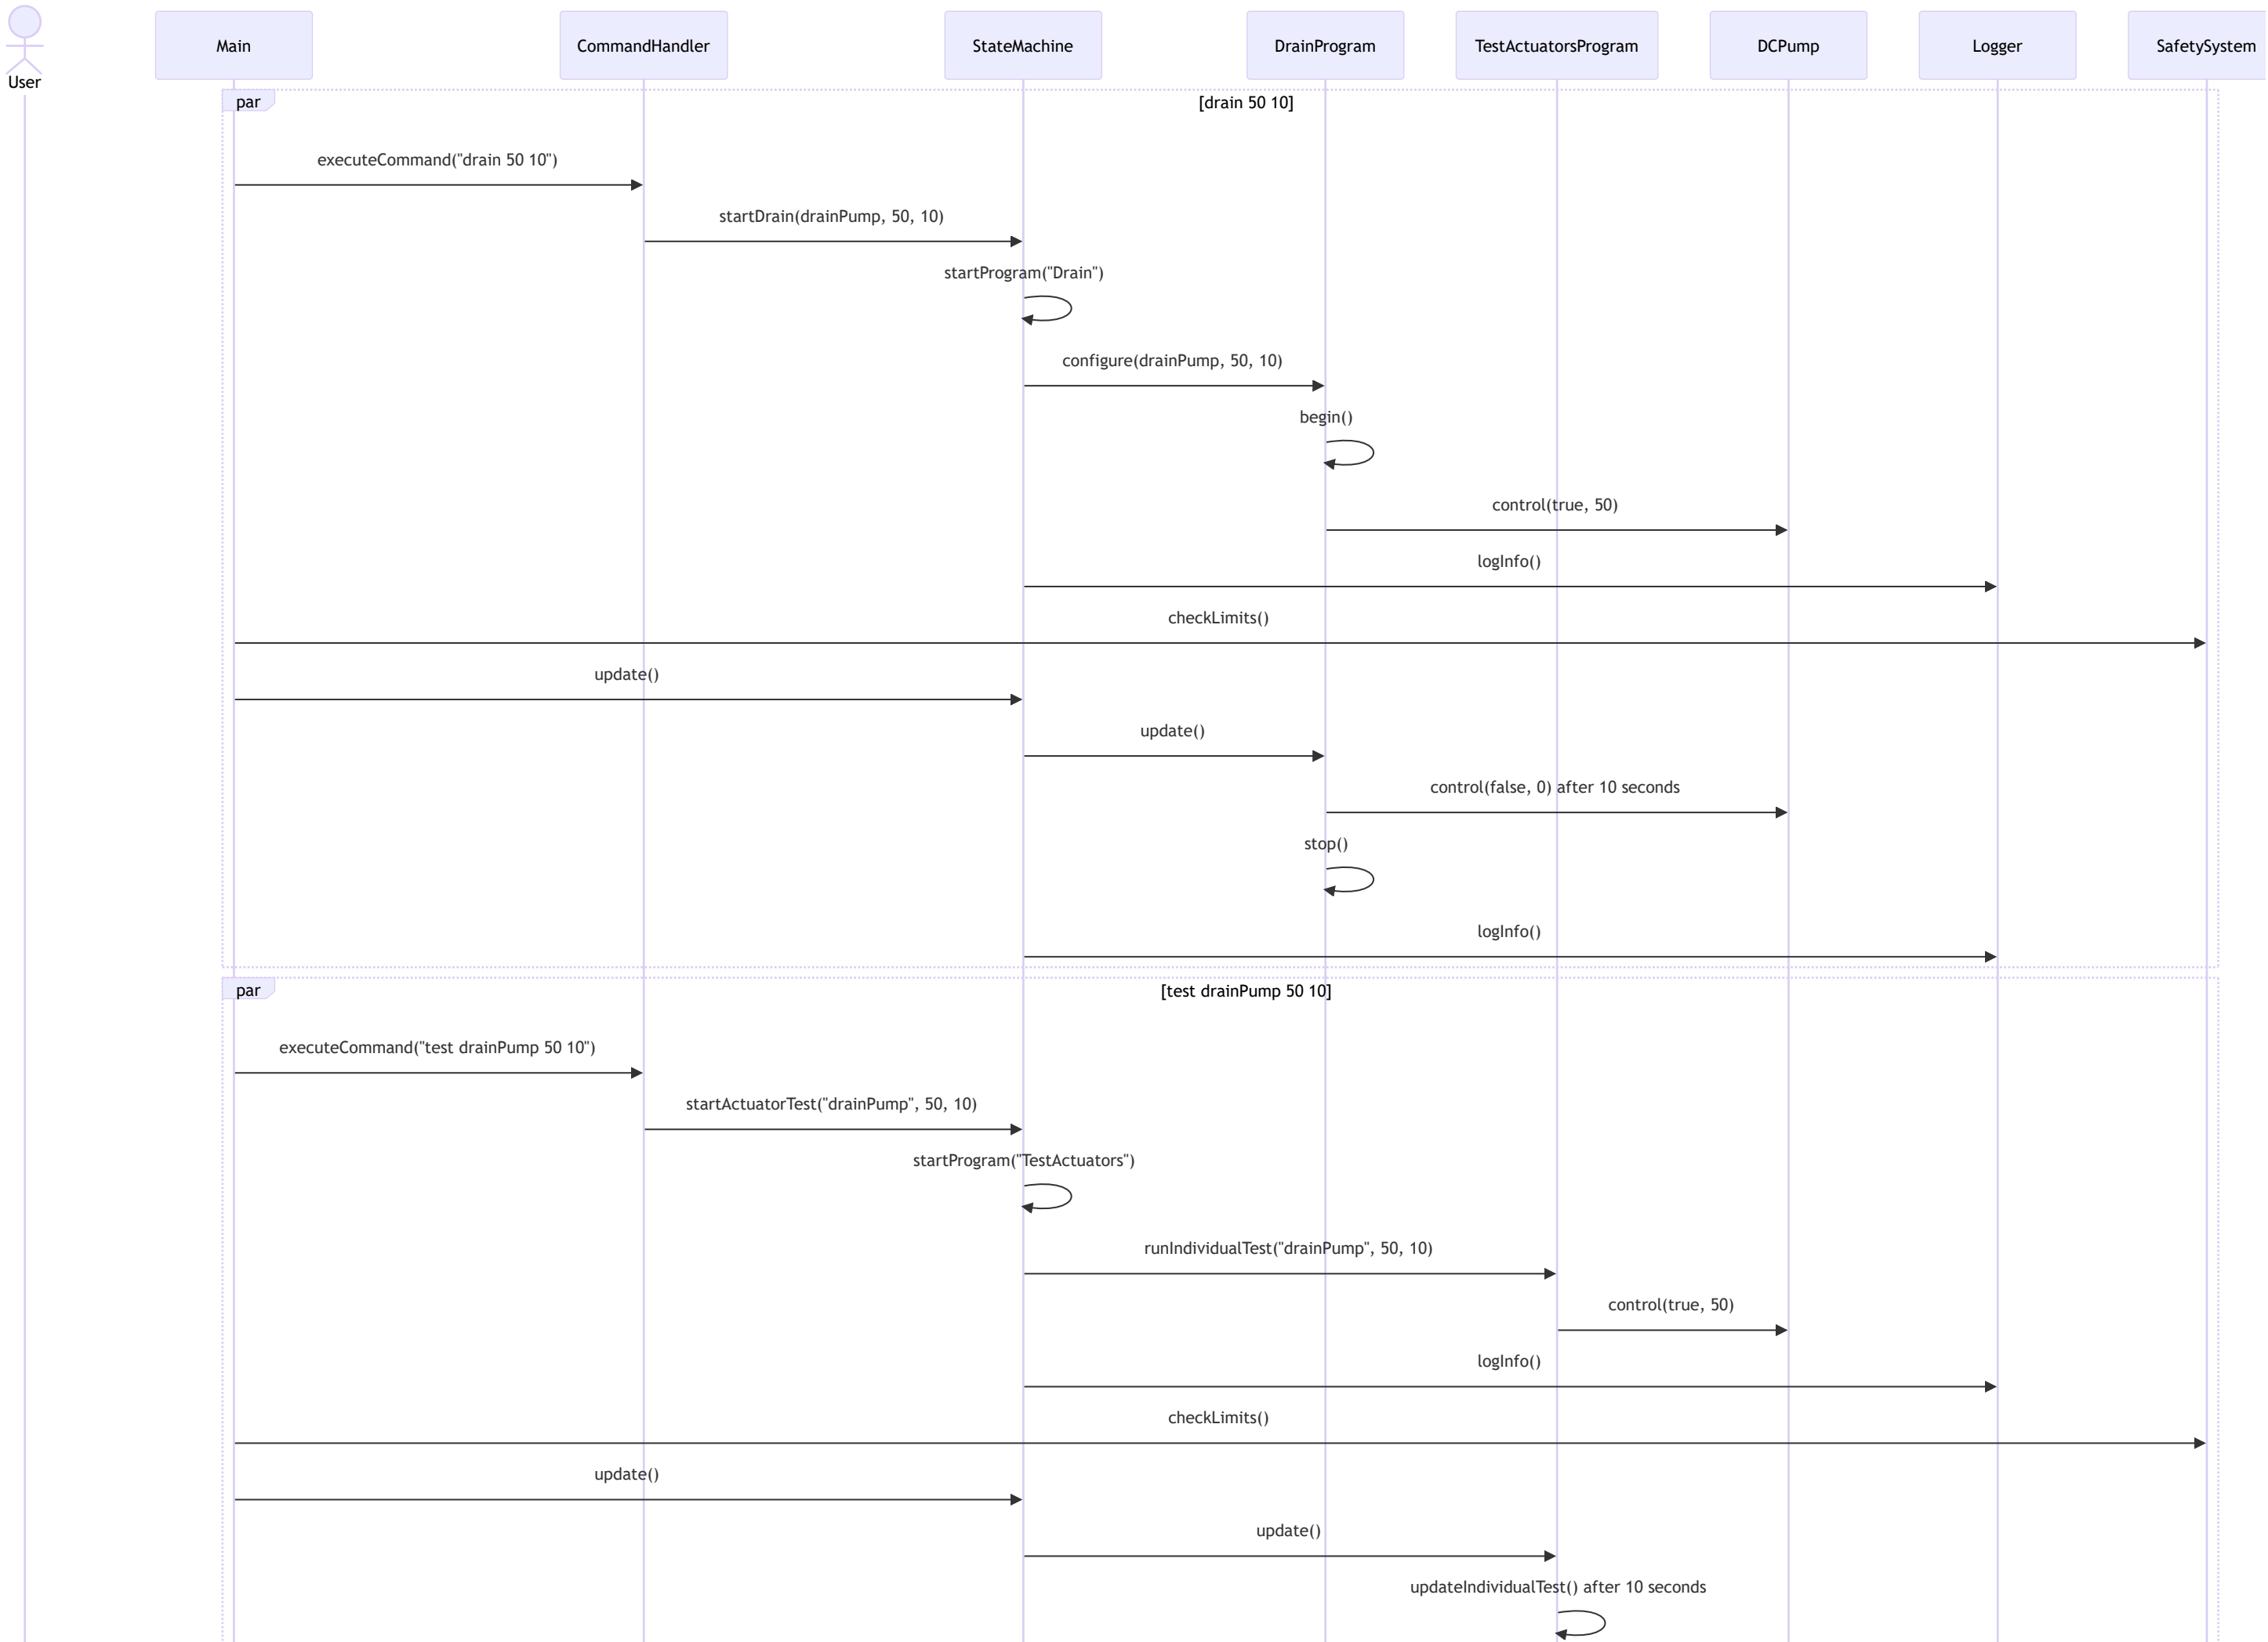 User
Main
CommandHandler
StateMachine
DrainProgram
TestActuatorsProgram
DCPump
Logger
SafetySystem
par
[drain 50 10]
executeCommand("drain 50 10")
startDrain(drainPump, 50, 10)
startProgram("Drain")
configure(drainPump, 50, 10)
begin()
control(true, 50)
logInfo()
checkLimits()
update()
update()
control(false, 0) after 10 seconds
stop()
logInfo()
par
[test drainPump 50 10]
executeCommand("test drainPump 50 10")
startActuatorTest("drainPump", 50, 10)
startProgram("TestActuators")
runIndividualTest("drainPump", 50, 10)
control(true, 50)
logInfo()
checkLimits()
update()
update()
updateIndividualTest() after 10 seconds